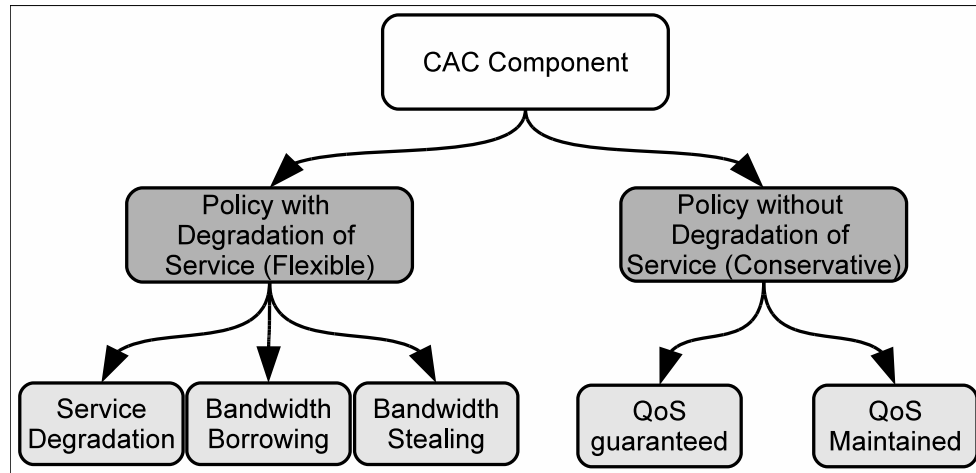 CAC Component
Policy with
Degradation of
Service (Flexible)
Policy without
Degradation of
Service (Conservative)
Service
Degradation
Bandwidth
Borrowing
Bandwidth
Stealing
QoS
guaranteed
QoS
Maintained